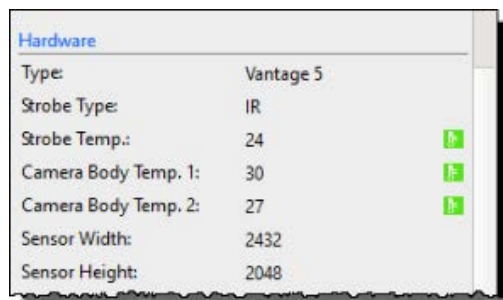 Hardware
Type: Vantage 5
Strobe Type: IR
Strobe Temp.: 24
Camera Body Temp. 1: 30
Camera Body Temp. 2: 27
Sensor Width: 2432
Sensor Height: 2048